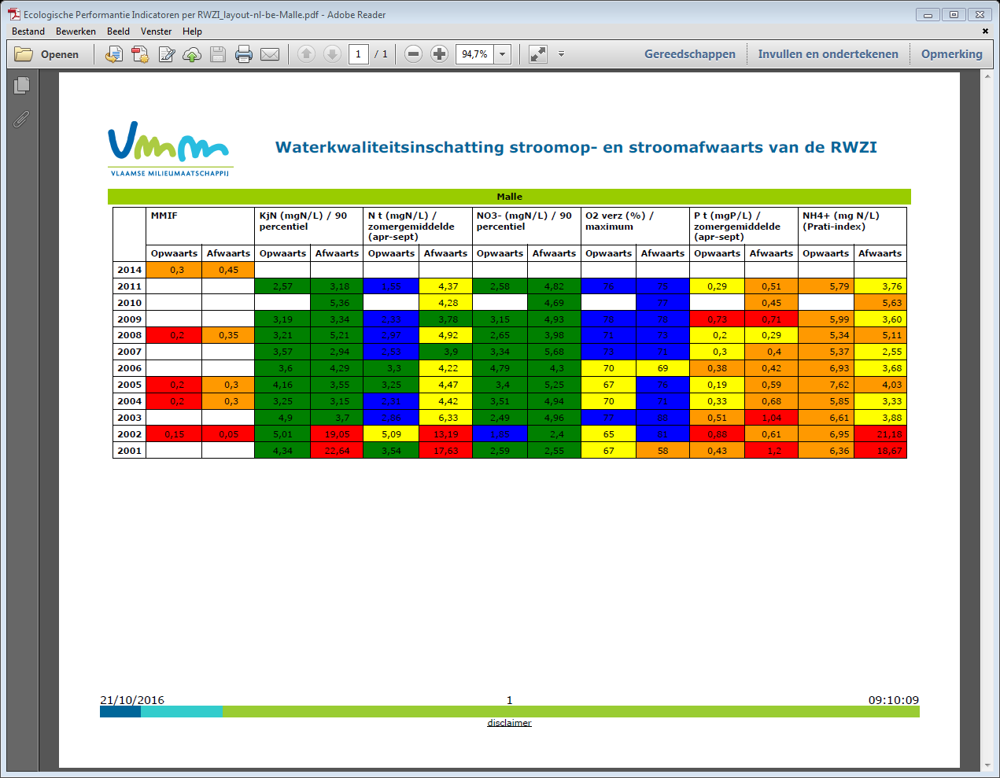 Ecologische Performantie Indicatoren per RWZI_layout-nl-be-Malle.pdf - Adobe Reader
Bestand Bewerken Beeld Venster Help
Openen 1 / 1 94,7% Gereedschappen Invullen en ondertekenen Opmerking
Vmm
VLAAMSE MILIEUMAATSCHAPPIJ
Waterkwaliteitsinschatting stroomop- en stroomafwaarts van de RWZI
Malle
MMIF KjN (mgN/L) / 90 percentiel N t (mgN/L) / zomergemiddelde (apr-sept) NO3- (mgN/L) / 90 percentiel O2 verz (%) / maximum P t (mgP/L) / zomergemiddelde (apr-sept) NH4+ (mg N/L) (Prati-index)
Opwaarts Afwaarts Opwaarts Afwaarts Opwaarts Afwaarts Opwaarts Afwaarts Opwaarts Afwaarts Opwaarts Afwaarts Opwaarts Afwaarts
2014 0,3 0,45
2011 2,57 3,18 1,55 4,37 2,58 4,82 76 75 0,29 0,51 5,79 3,76
2010 5,36 4,28 4,69 77 0,45 5,63
2009 3,19 3,34 2,33 3,78 3,15 4,93 78 0,73 0,71 5,99 3,60
2008 0,2 0,35 3,21 5,21 2,97 4,92 2,65 3,98 71 73 0,2 0,29 5,34 5,11
2007 3,57 2,94 2,53 3,9 3,34 5,68 73 71 0,3 0,4 5,37 2,55
2006 3,6 4,29 3,3 4,22 4,79 4,3 70 69 0,38 0,42 6,93 3,68
2005 0,2 0,3 4,16 3,55 3,25 4,47 3,4 5,25 67 76 0,19 0,59 7,62 4,03
2004 0,2 0,3 3,25 3,15 2,31 4,42 3,51 4,94 70 71 0,33 0,68 5,85 3,33
2003 4,9 3,7 2,86 6,33 2,49 4,96 77 88 0,51 1,04 6,61 3,88
2002 0,15 0,05 5,01 19,05 5,09 13,19 1,85 2,4 65 81 0,88 0,61 6,95 21,18
2001 4,34 22,64 3,54 17,63 2,59 2,55 67 58 0,43 1,2 6,36 18,67
21/10/2016 1 09:10:09
disclaimer